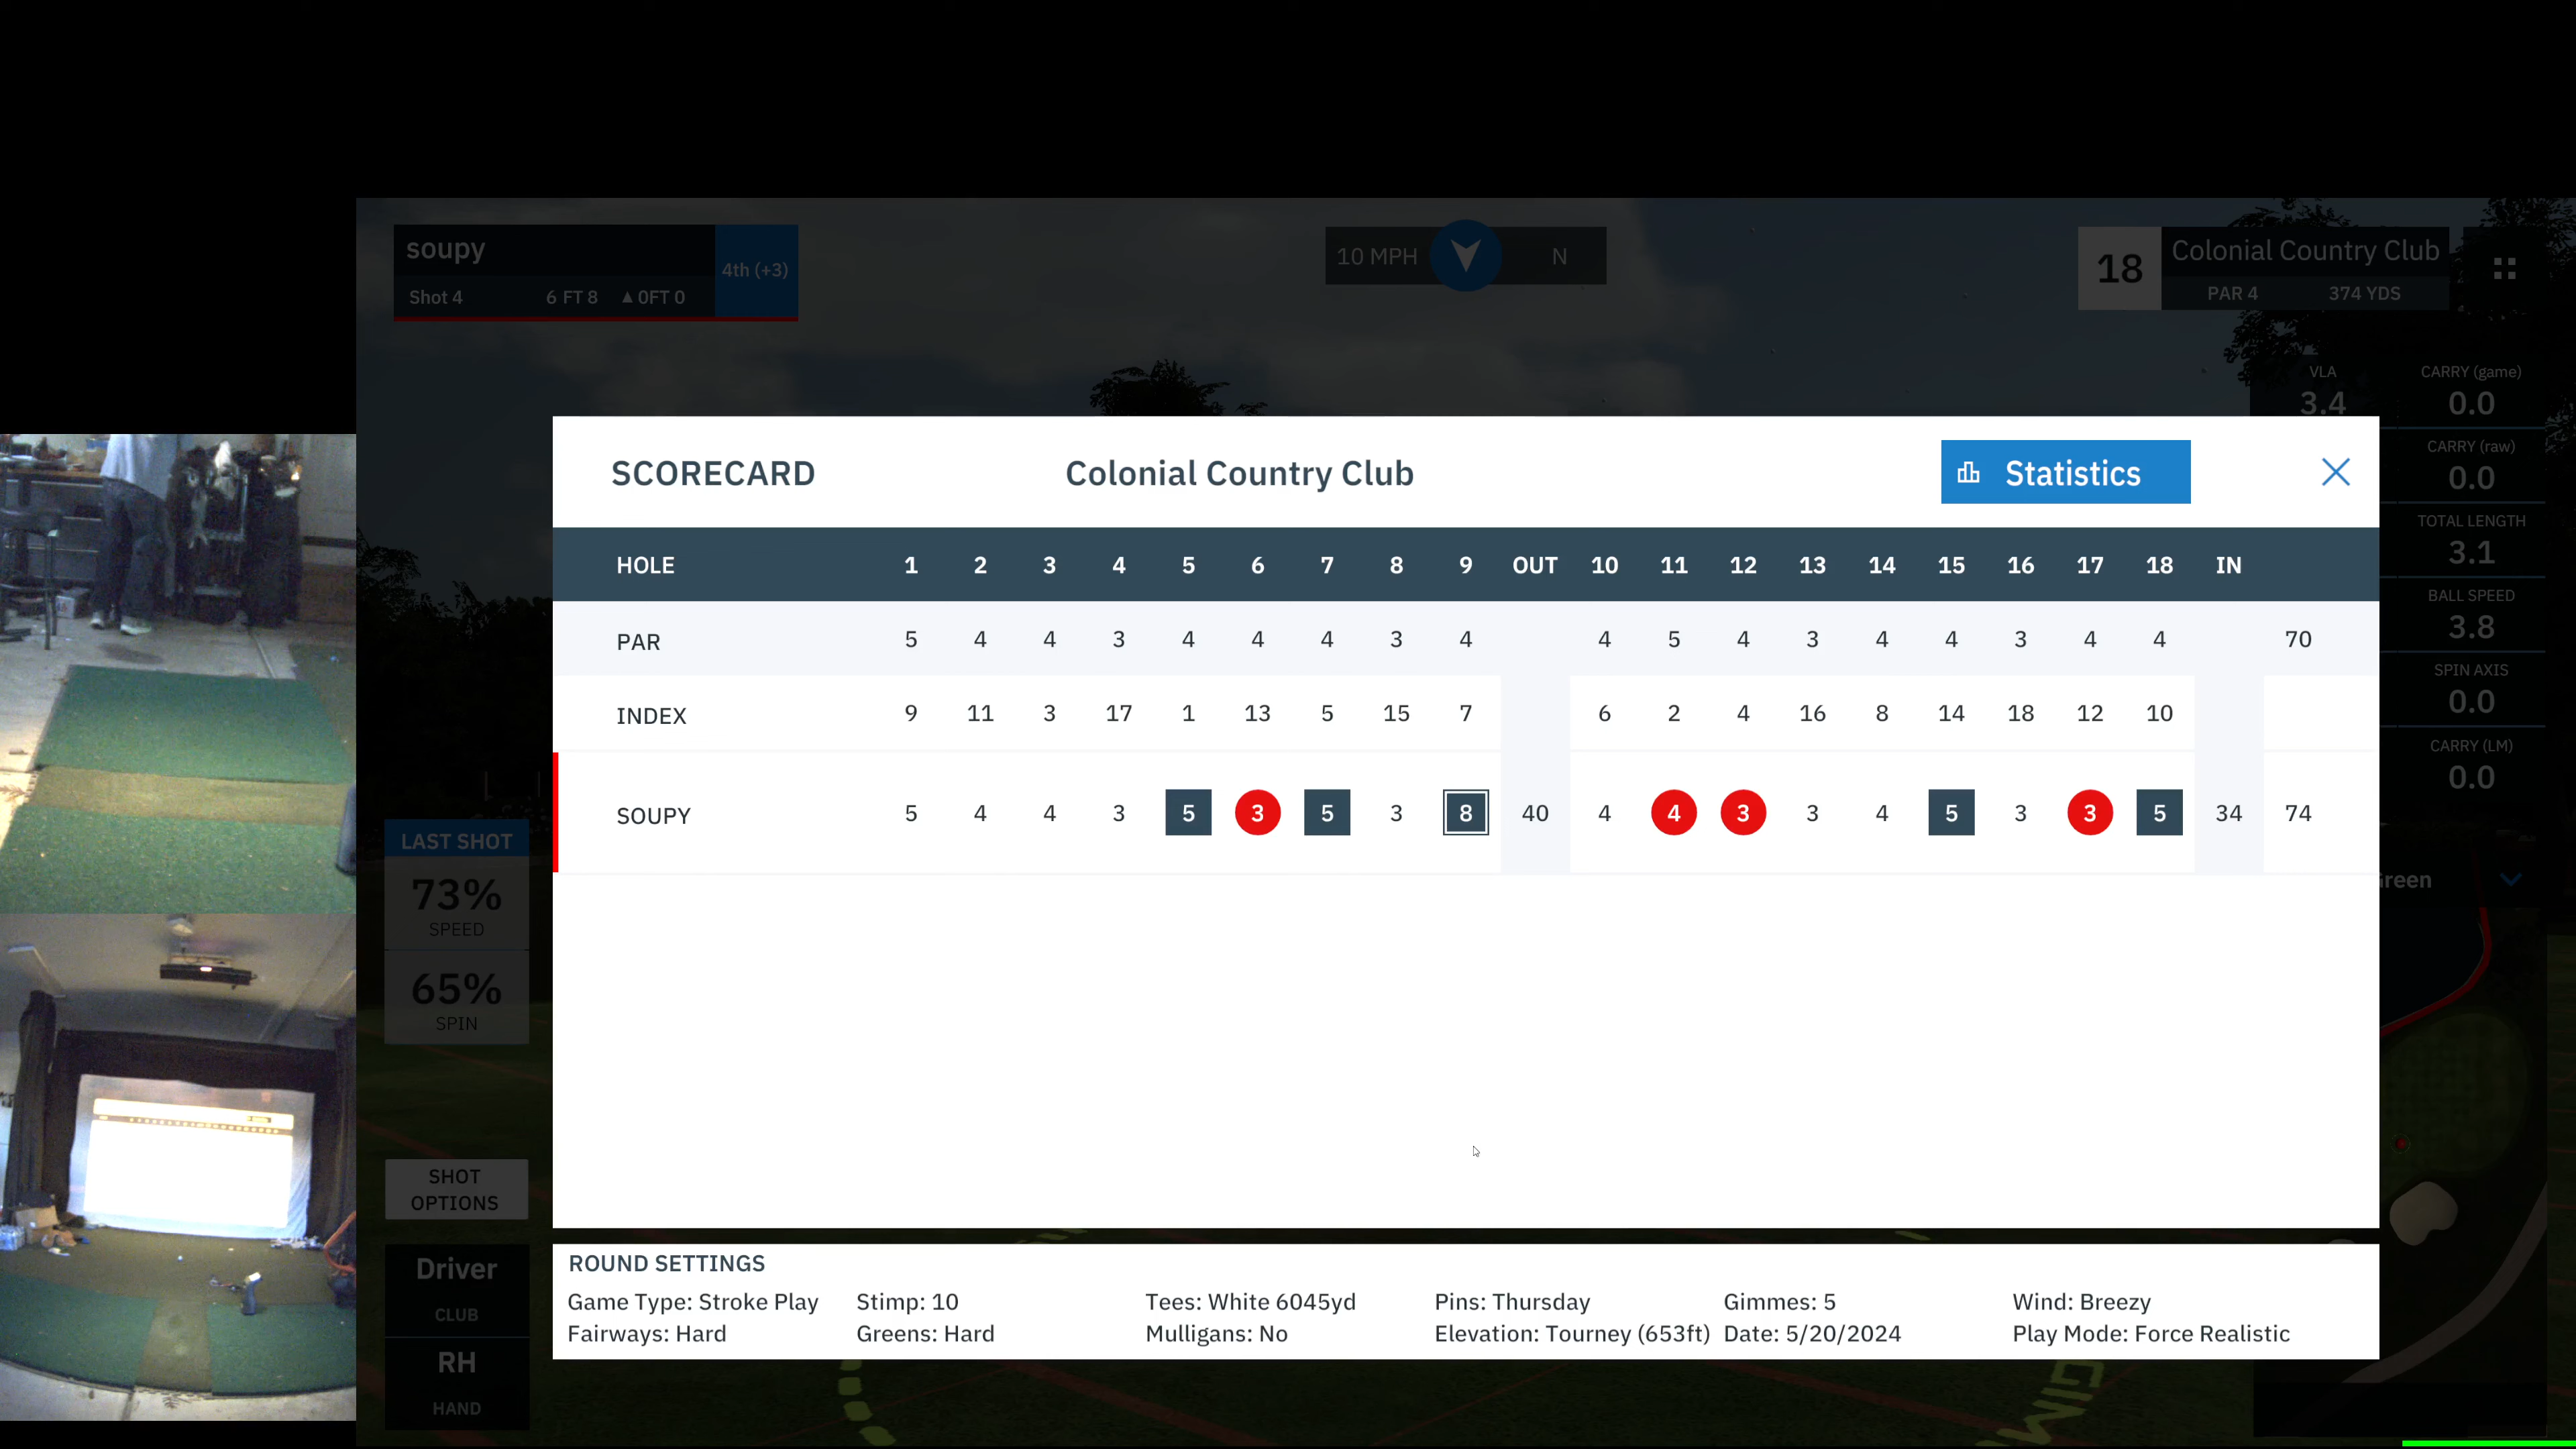 soupy
Shot 4 6 FT 8 ▲0FT 0
4th (+3)
10 MPH N
18
Colonial Country Club
PAR 4 374 YDS
VLA
3.4
CARRY (game)
0.0
CARRY (raw)
0.0
TOTAL LENGTH
3.1
BALL SPEED
3.8
SPIN AXIS
0.0
CARRY (LM)
0.0
SCORECARD Colonial Country Club Statistics
HOLE 1 2 3 4 5 6 7 8 9 OUT 10 11 12 13 14 15 16 17 18 IN
PAR 5 4 4 3 4 4 4 3 4 4 5 4 3 4 4 3 4 4 70
INDEX 9 11 3 17 1 13 5 15 7 6 2 4 16 8 14 18 12 10
SOUPY 5 4 4 3 5 3 5 3 8 40 4 4 3 3 4 5 3 3 5 34 74
LAST SHOT
73%
SPEED
65%
SPIN
SHOT
OPTIONS
Driver
CLUB
RH
HAND
ROUND SETTINGS
Game Type: Stroke Play Stimp: 10 Tees: White 6045yd Pins: Thursday Gimmes: 5 Wind: Breezy
Fairways: Hard Greens: Hard Mulligans: No Elevation: Tourney (653ft) Date: 5/20/2024 Play Mode: Force Realistic